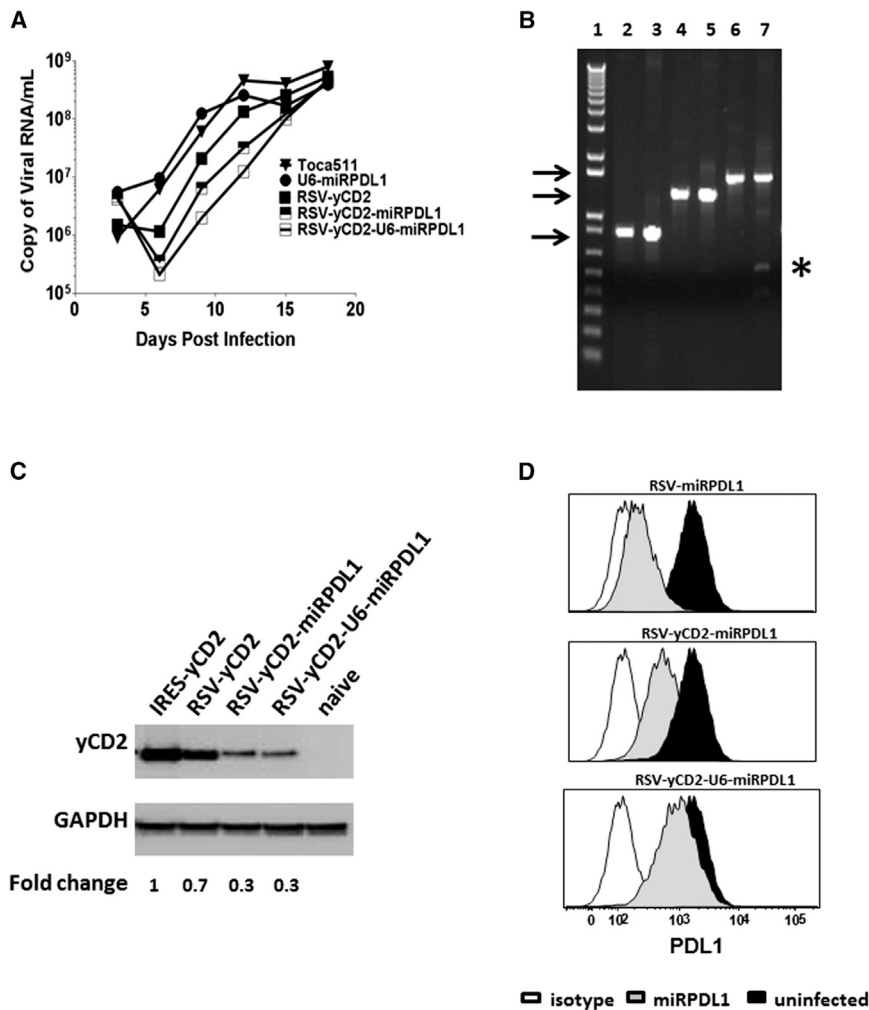 A
Copy of Viral RNA/mL
10⁹
10⁸
10⁷
10⁶
10⁵
0 5 10 15 20
Days Post Infection
Toca511
U6-miRPDL1
RSV-yCD2
RSV-yCD2-miRPDL1
RSV-yCD2-U6-miRPDL1
B
1 2 3 4 5 6 7
*
C
IRES-yCD2
RSV-yCD2
RSV-yCD2-miRPDL1
RSV-yCD2-U6-miRPDL1
naive
yCD2
GAPDH
Fold change 1 0.7 0.3 0.3
D
RSV-miRPDL1
RSV-yCD2-miRPDL1
RSV-yCD2-U6-miRPDL1
0 10² 10³ 10⁴ 10⁵
PDL1
isotype miRPDL1 uninfected